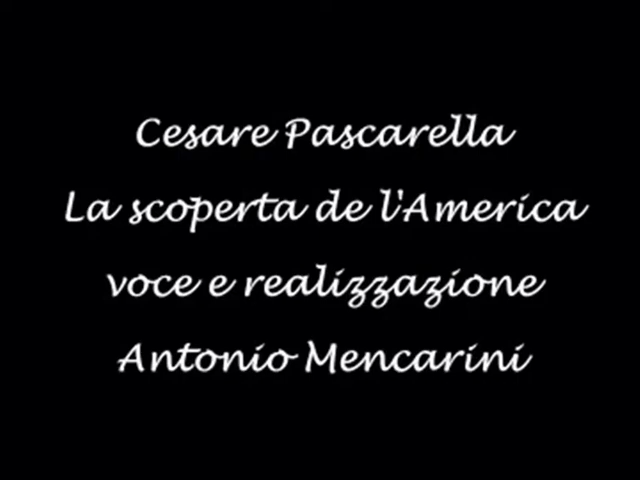 Cesare Pascarella
La scoperta de l'America
voce e realizzazione
Antonio Mencarini